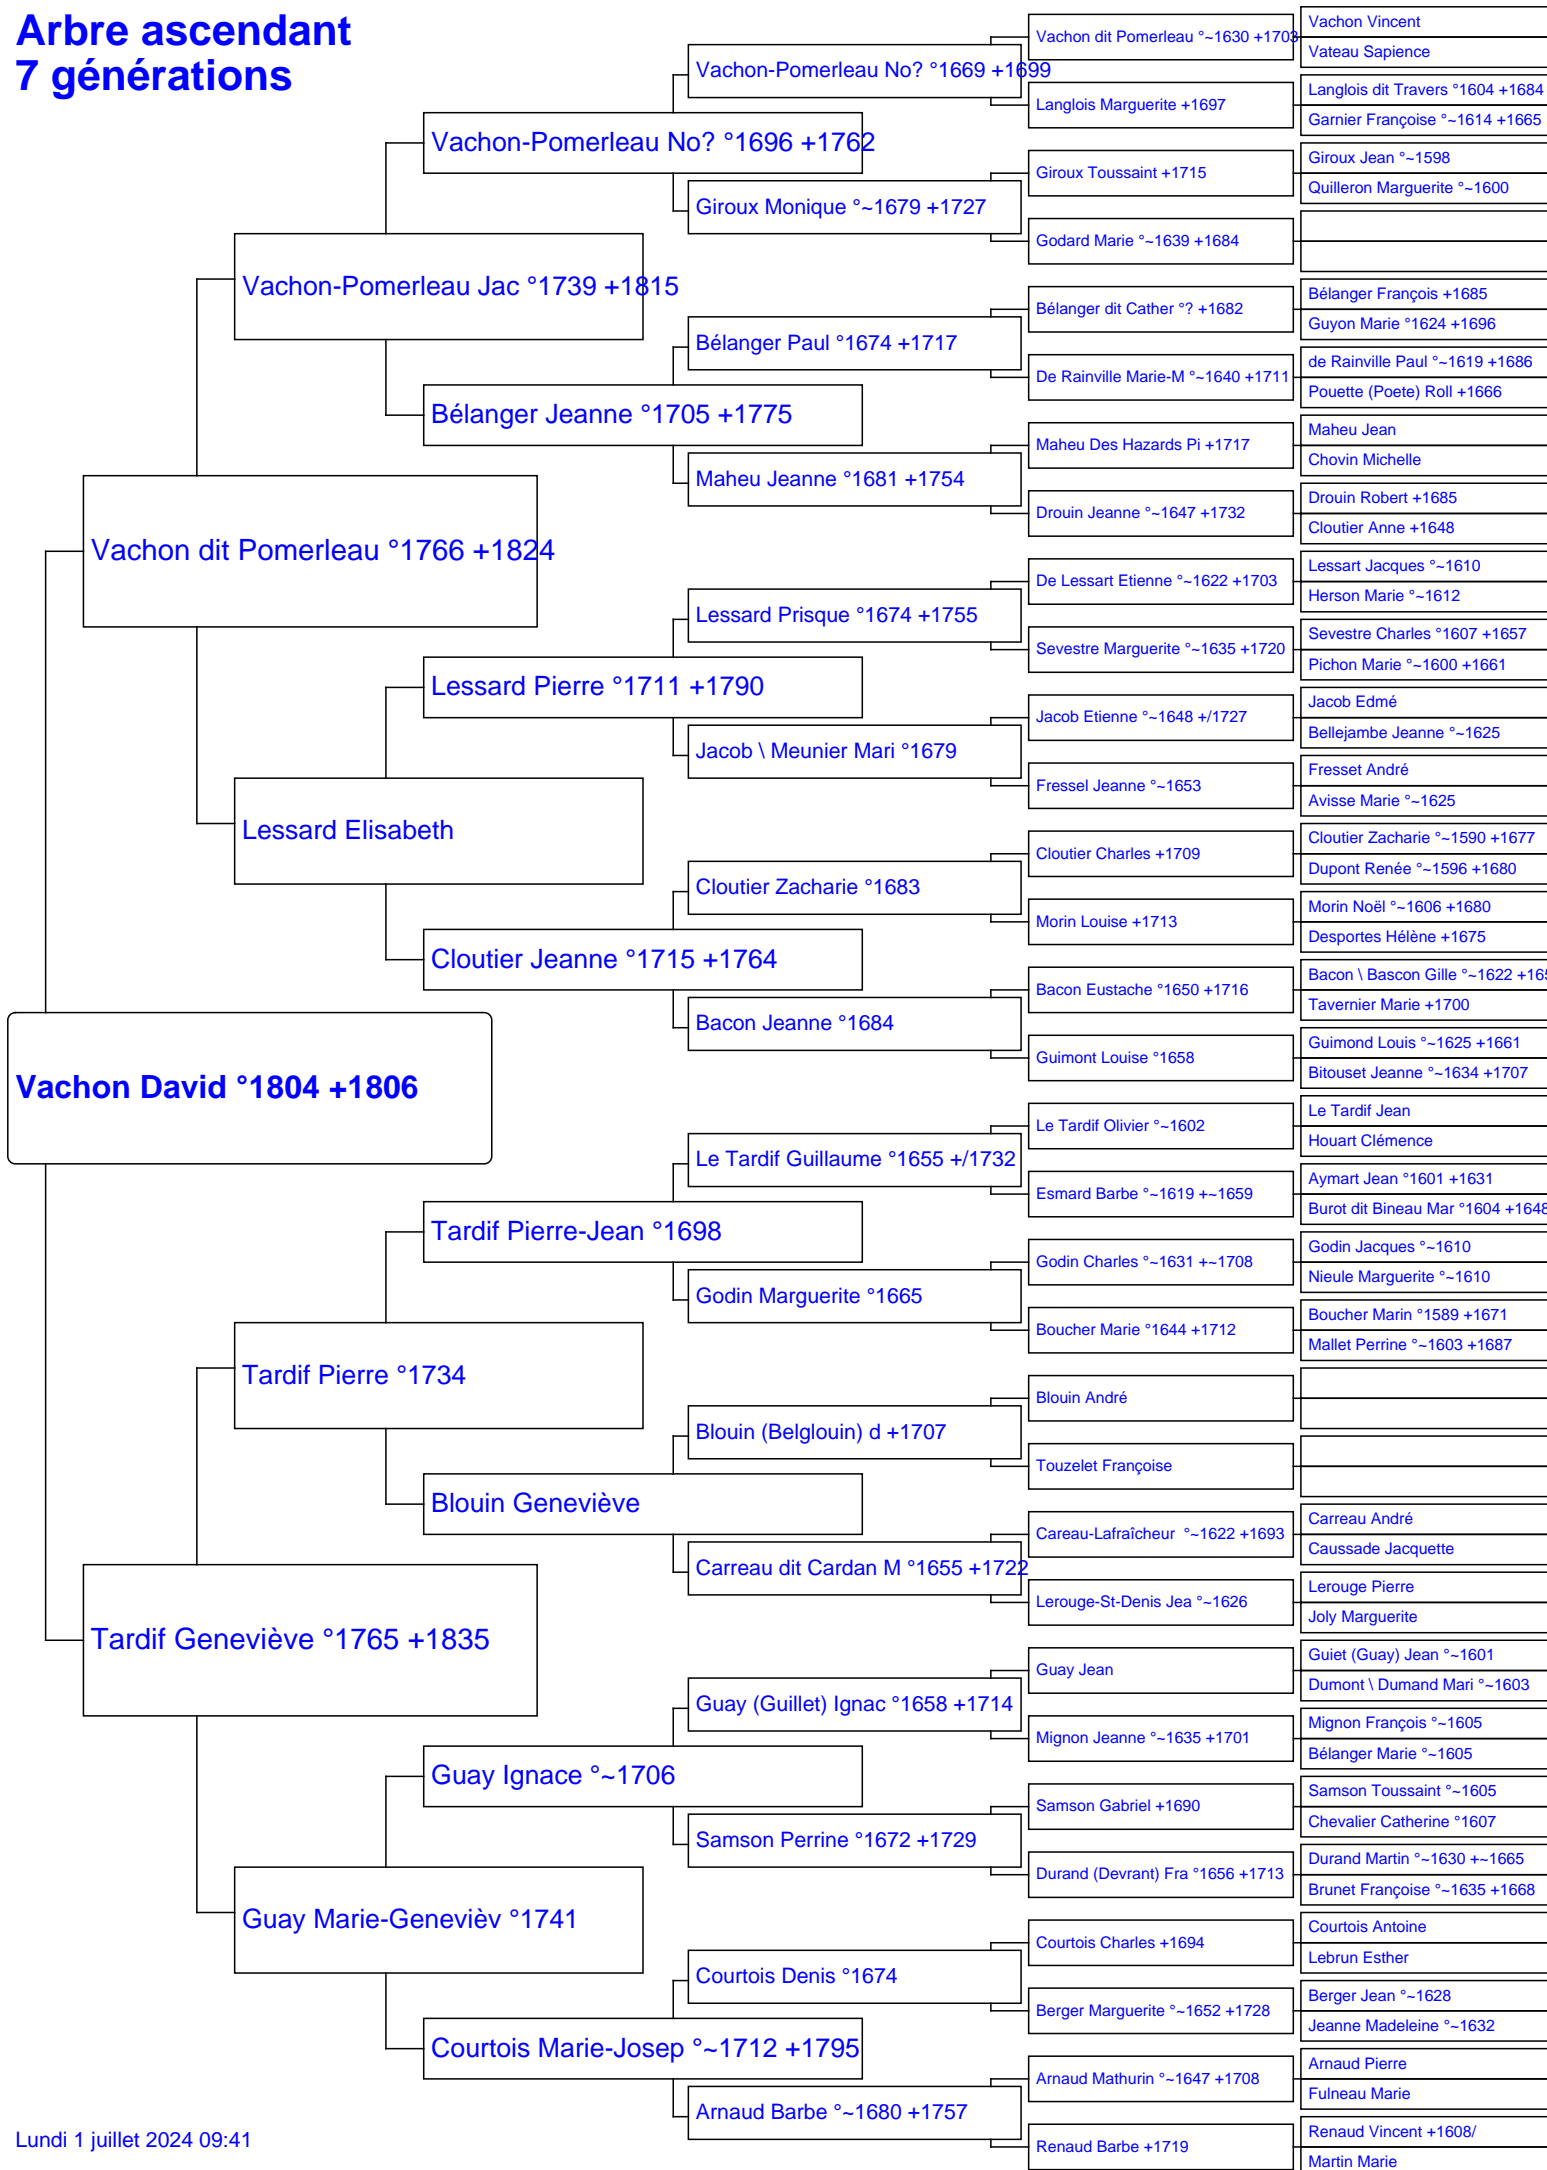 Arbre ascendant
7 générations
Vachon David °1804 +1806
Vachon dit Pomerleau °1766 +1824
Tardif Geneviève °1765 +1835
Vachon-Pomerleau Jac °1739 +1815
Lessard Elisabeth
Tardif Pierre °1734
Guay Marie-Genevièv °1741
Vachon-Pomerleau No? °1696 +1762
Bélanger Jeanne °1705 +1775
Lessard Pierre °1711 +1790
Cloutier Jeanne °1715 +1764
Tardif Pierre-Jean °1698
Blouin Geneviève
Guay Ignace °~1706
Courtois Marie-Josep °~1712 +1795
Vachon-Pomerleau No? °1669 +1699
Giroux Monique °~1679 +1727
Bélanger Paul °1674 +1717
Maheu Jeanne °1681 +1754
Lessard Prisque °1674 +1755
Jacob \ Meunier Mari °1679
Cloutier Zacharie °1683
Bacon Jeanne °1684
Le Tardif Guillaume °1655 +/1732
Godin Marguerite °1665
Blouin (Belglouin) d +1707
Carreau dit Cardan M °1655 +1722
Guay (Guillet) Ignac °1658 +1714
Samson Perrine °1672 +1729
Courtois Denis °1674
Arnaud Barbe °~1680 +1757
Vachon dit Pomerleau °~1630 +1703
Langlois Marguerite +1697
Giroux Toussaint +1715
Godard Marie °~1639 +1684
Bélanger dit Cather °? +1682
De Rainville Marie-M °~1640 +1711
Maheu Des Hazards Pi +1717
Drouin Jeanne °~1647 +1732
De Lessart Etienne °~1622 +1703
Sevestre Marguerite °~1635 +1720
Jacob Etienne °~1648 +/1727
Fressel Jeanne °~1653
Cloutier Charles +1709
Morin Louise +1713
Bacon Eustache °1650 +1716
Guimont Louise °1658
Le Tardif Olivier °~1602
Esmard Barbe °~1619 +~1659
Godin Charles °~1631 +~1708
Boucher Marie °1644 +1712
Blouin André
Touzelet Françoise
Careau-Lafraîcheur °~1622 +1693
Lerouge-St-Denis Jea °~1626
Guay Jean
Mignon Jeanne °~1635 +1701
Samson Gabriel +1690
Durand (Devrant) Fra °1656 +1713
Courtois Charles +1694
Berger Marguerite °~1652 +1728
Arnaud Mathurin °~1647 +1708
Renaud Barbe +1719
Vachon Vincent
Vateau Sapience
Langlois dit Travers °1604 +1684
Garnier Françoise °~1614 +1665
Giroux Jean °~1598
Quilleron Marguerite °~1600
Bélanger François +1685
Guyon Marie °1624 +1696
de Rainville Paul °~1619 +1686
Pouette (Poete) Roll +1666
Maheu Jean
Chovin Michelle
Drouin Robert +1685
Cloutier Anne +1648
Lessart Jacques °~1610
Herson Marie °~1612
Sevestre Charles °1607 +1657
Pichon Marie °~1600 +1661
Jacob Edmé
Bellejambe Jeanne °~1625
Fresset André
Avisse Marie °~1625
Cloutier Zacharie °~1590 +1677
Dupont Renée °~1596 +1680
Morin Noël °~1606 +1680
Desportes Hélène +1675
Bacon \ Bascon Gille °~1622
Tavernier Marie +1700
Guimond Louis °~1625 +1661
Bitouset Jeanne °~1634 +1707
Le Tardif Jean
Houart Clémence
Aymart Jean °1601 +1631
Burot dit Bineau Mar °1604 +1648
Godin Jacques °~1610
Nieule Marguerite °~1610
Boucher Marin °1589 +1671
Mallet Perrine °~1603 +1687
Carreau André
Caussade Jacquette
Lerouge Pierre
Joly Marguerite
Guiet (Guay) Jean °~1601
Dumont \ Dumand Mari °~1603
Mignon François °~1605
Bélanger Marie °~1605
Samson Toussaint °~1605
Chevalier Catherine °1607
Durand Martin °~1630 +~1665
Brunet Françoise °~1635 +1668
Courtois Antoine
Lebrun Esther
Berger Jean °~1628
Jeanne Madeleine °~1632
Arnaud Pierre
Fulneau Marie
Renaud Vincent +1608/
Martin Marie
Lundi 1 juillet 2024 09:41